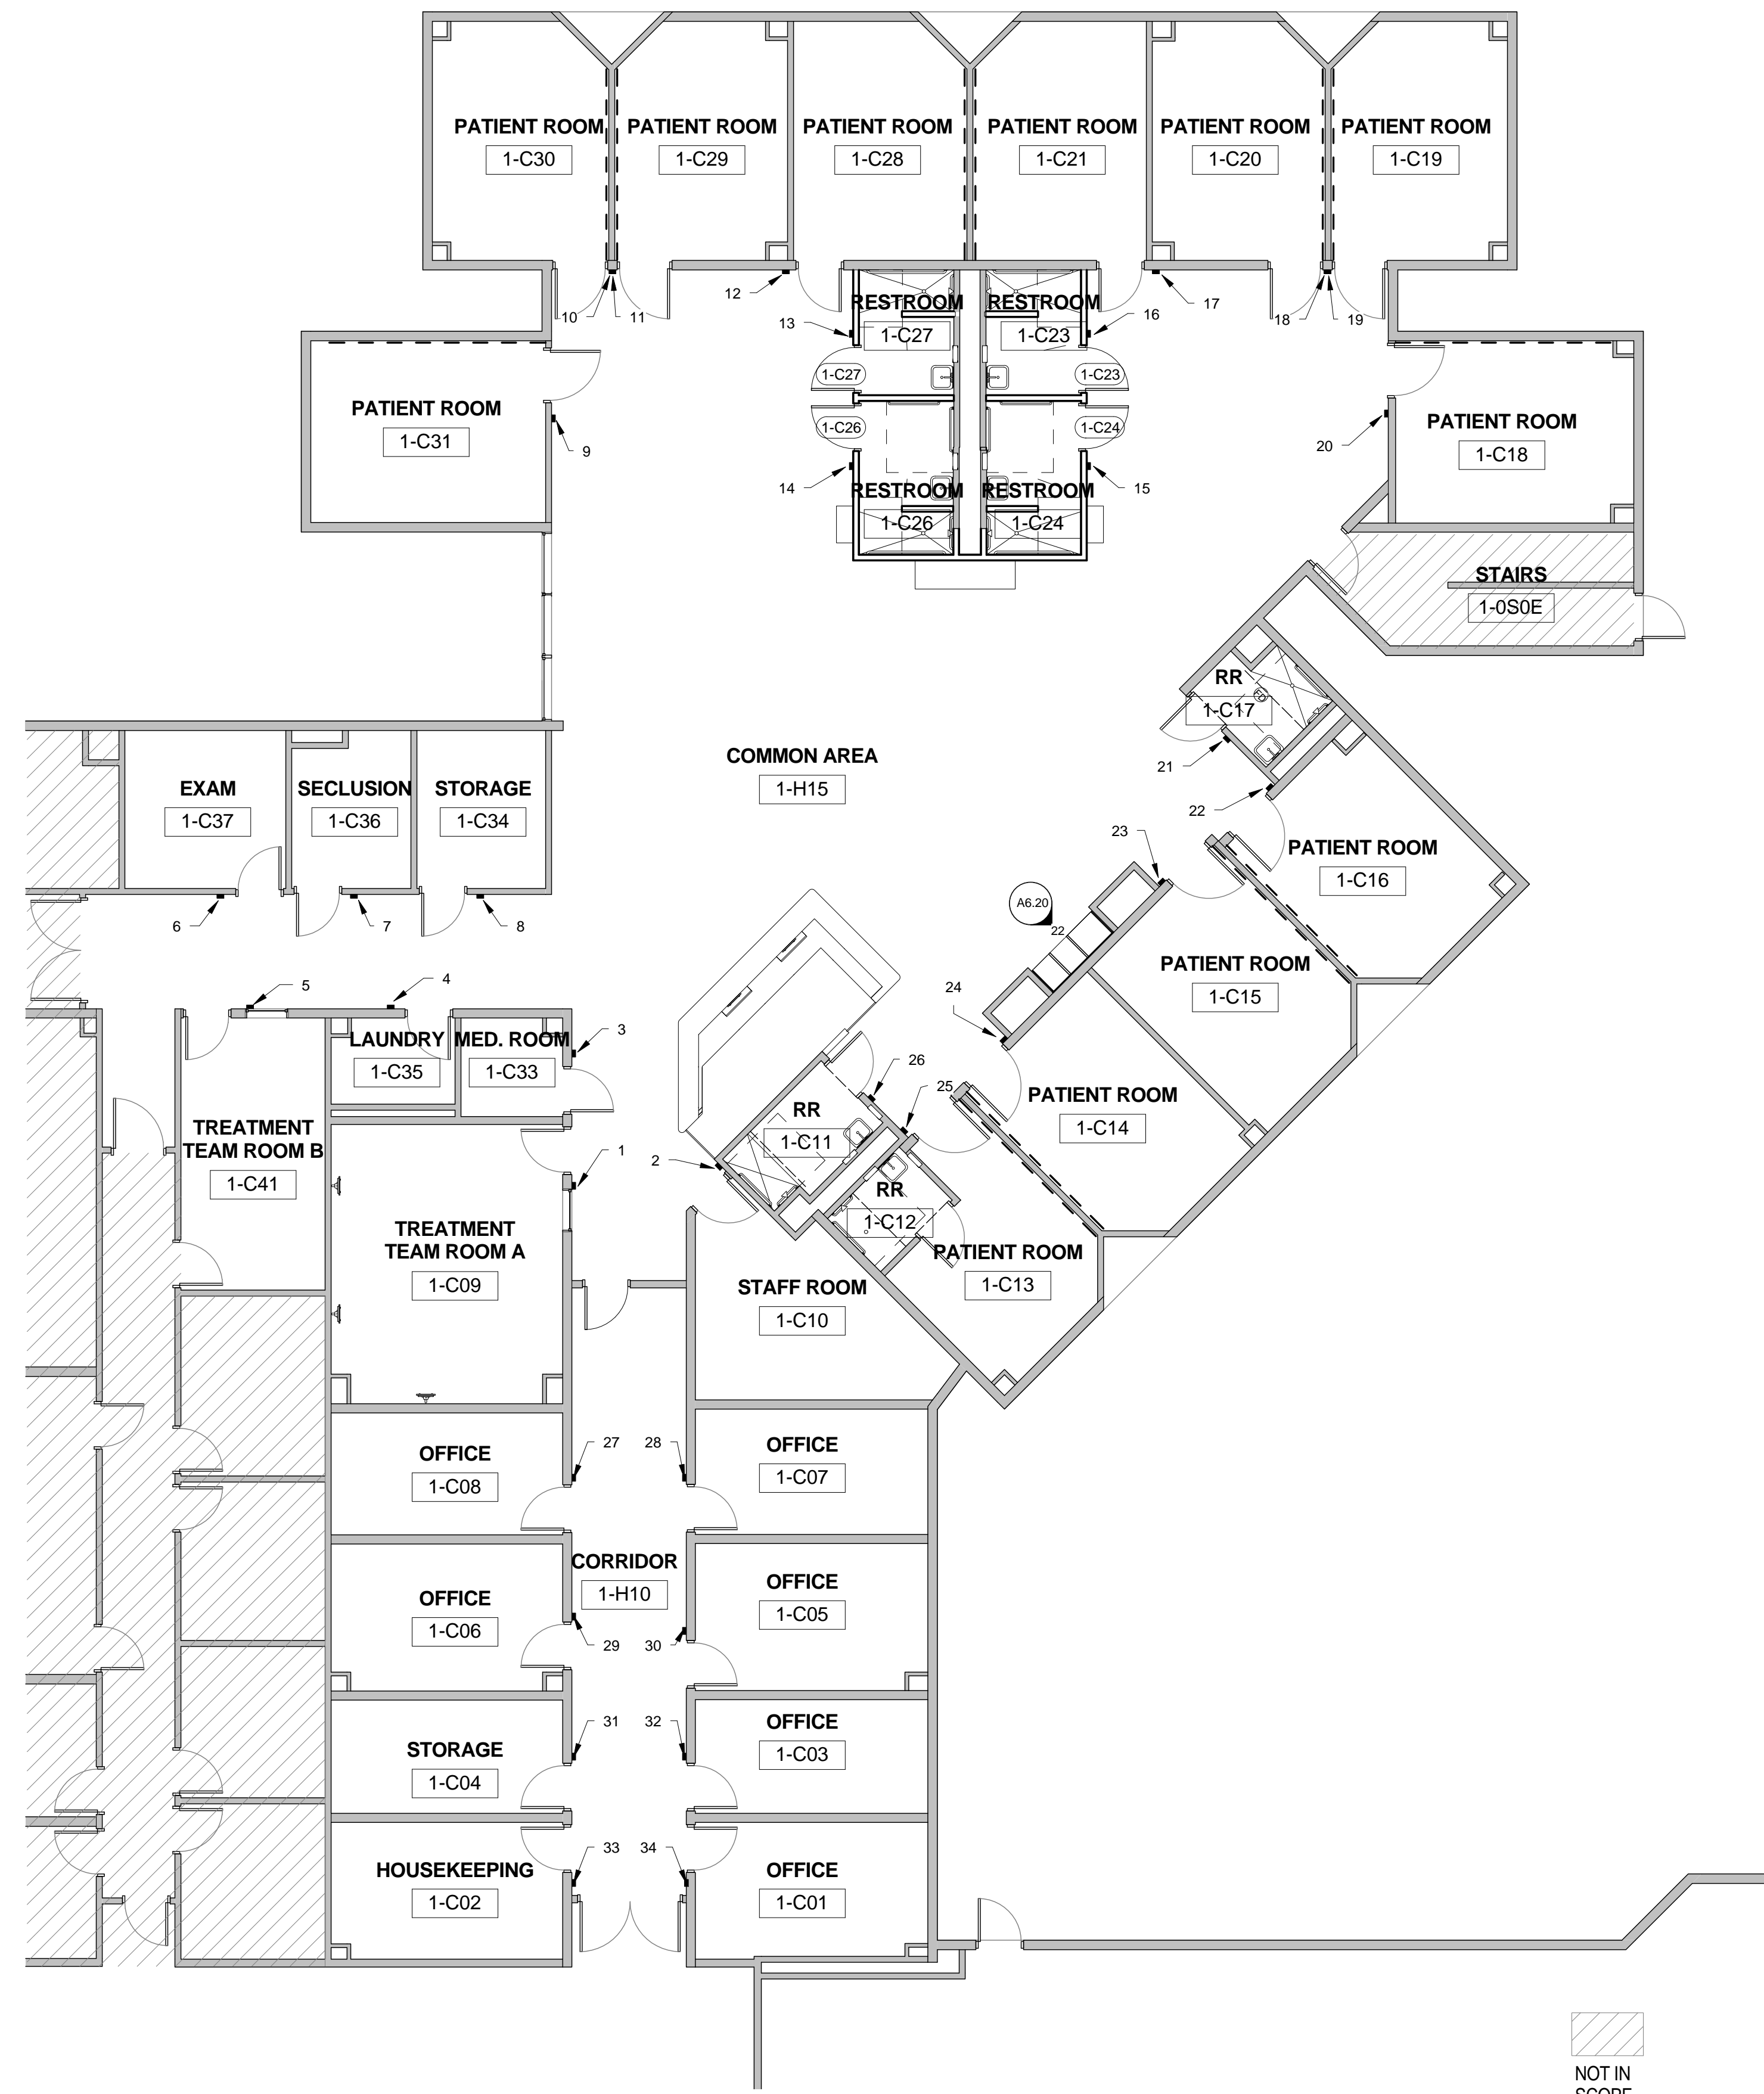 PATIENT ROOM
1-C30
PATIENT ROOM
1-C29
PATIENT ROOM
1-C28
PATIENT ROOM
1-C21
PATIENT ROOM
1-C20
PATIENT ROOM
1-C19
10
11
12
13
16
17
18
19
RESTROOM
1-C27
RESTROOM
1-C23
1-C27
1-C23
1-C26
1-C24
14
15
RESTROOM
1-C26
RESTROOM
1-C24
PATIENT ROOM
1-C31
9
20
PATIENT ROOM
1-C18
STAIRS
1-0S0E
RR
1-C17
21
22
COMMON AREA
1-H15
EXAM
1-C37
SECLUSION
1-C36
STORAGE
1-C34
6
7
8
23
PATIENT ROOM
1-C16
A6.20
22
PATIENT ROOM
1-C15
24
5
4
3
LAUNDRY
1-C35
MED. ROOM
1-C33
26
25
PATIENT ROOM
1-C14
RR
1-C11
TREATMENT
TEAM ROOM B
1-C41
1
2
RR
1-C12
PATIENT ROOM
1-C13
TREATMENT
TEAM ROOM A
1-C09
STAFF ROOM
1-C10
27
28
OFFICE
1-C08
OFFICE
1-C07
CORRIDOR
1-H10
OFFICE
1-C06
OFFICE
1-C05
29
30
31
32
STORAGE
1-C04
OFFICE
1-C03
33
34
HOUSEKEEPING
1-C02
OFFICE
1-C01
NOT IN
SCOPE